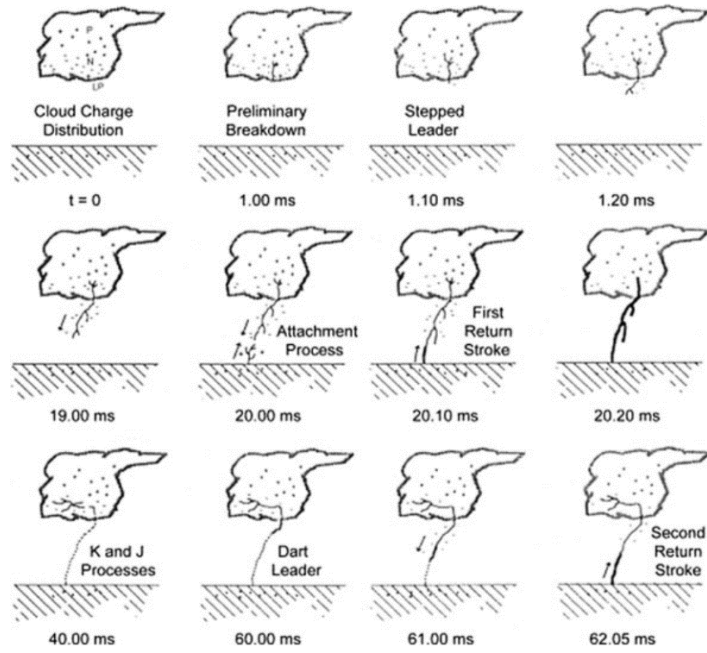 P
N
LP
Cloud Charge
Distribution
Preliminary
Breakdown
Stepped
Leader
t = 0
1.00 ms
1.10 ms
1.20 ms
Attachment
Process
First
Return
Stroke
19.00 ms
20.00 ms
20.10 ms
20.20 ms
K and J
Processes
Dart
Leader
Second
Return
Stroke
40.00 ms
60.00 ms
61.00 ms
62.05 ms